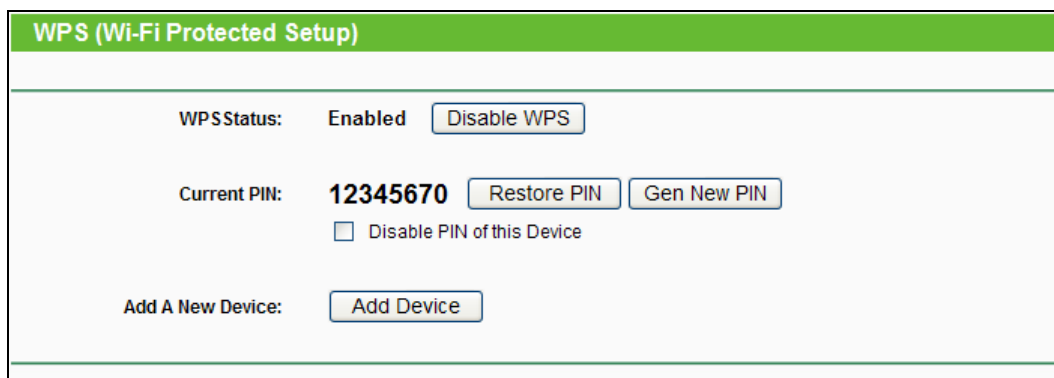 WPS (Wi-Fi Protected Setup)
WPS Status: Enabled Disable WPS
Current PIN: 12345670 Restore PIN Gen New PIN
Disable PIN of this Device
Add A New Device: Add Device